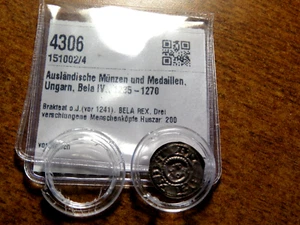 4306
151002/4
Ausländische Münzen und Medaillen,
Ungarn, Bela IV. - 1270
Brakteat o.J. (vor 1241). BELA REX. Drei
verschlungene Menschenköpfe Huszar: 200